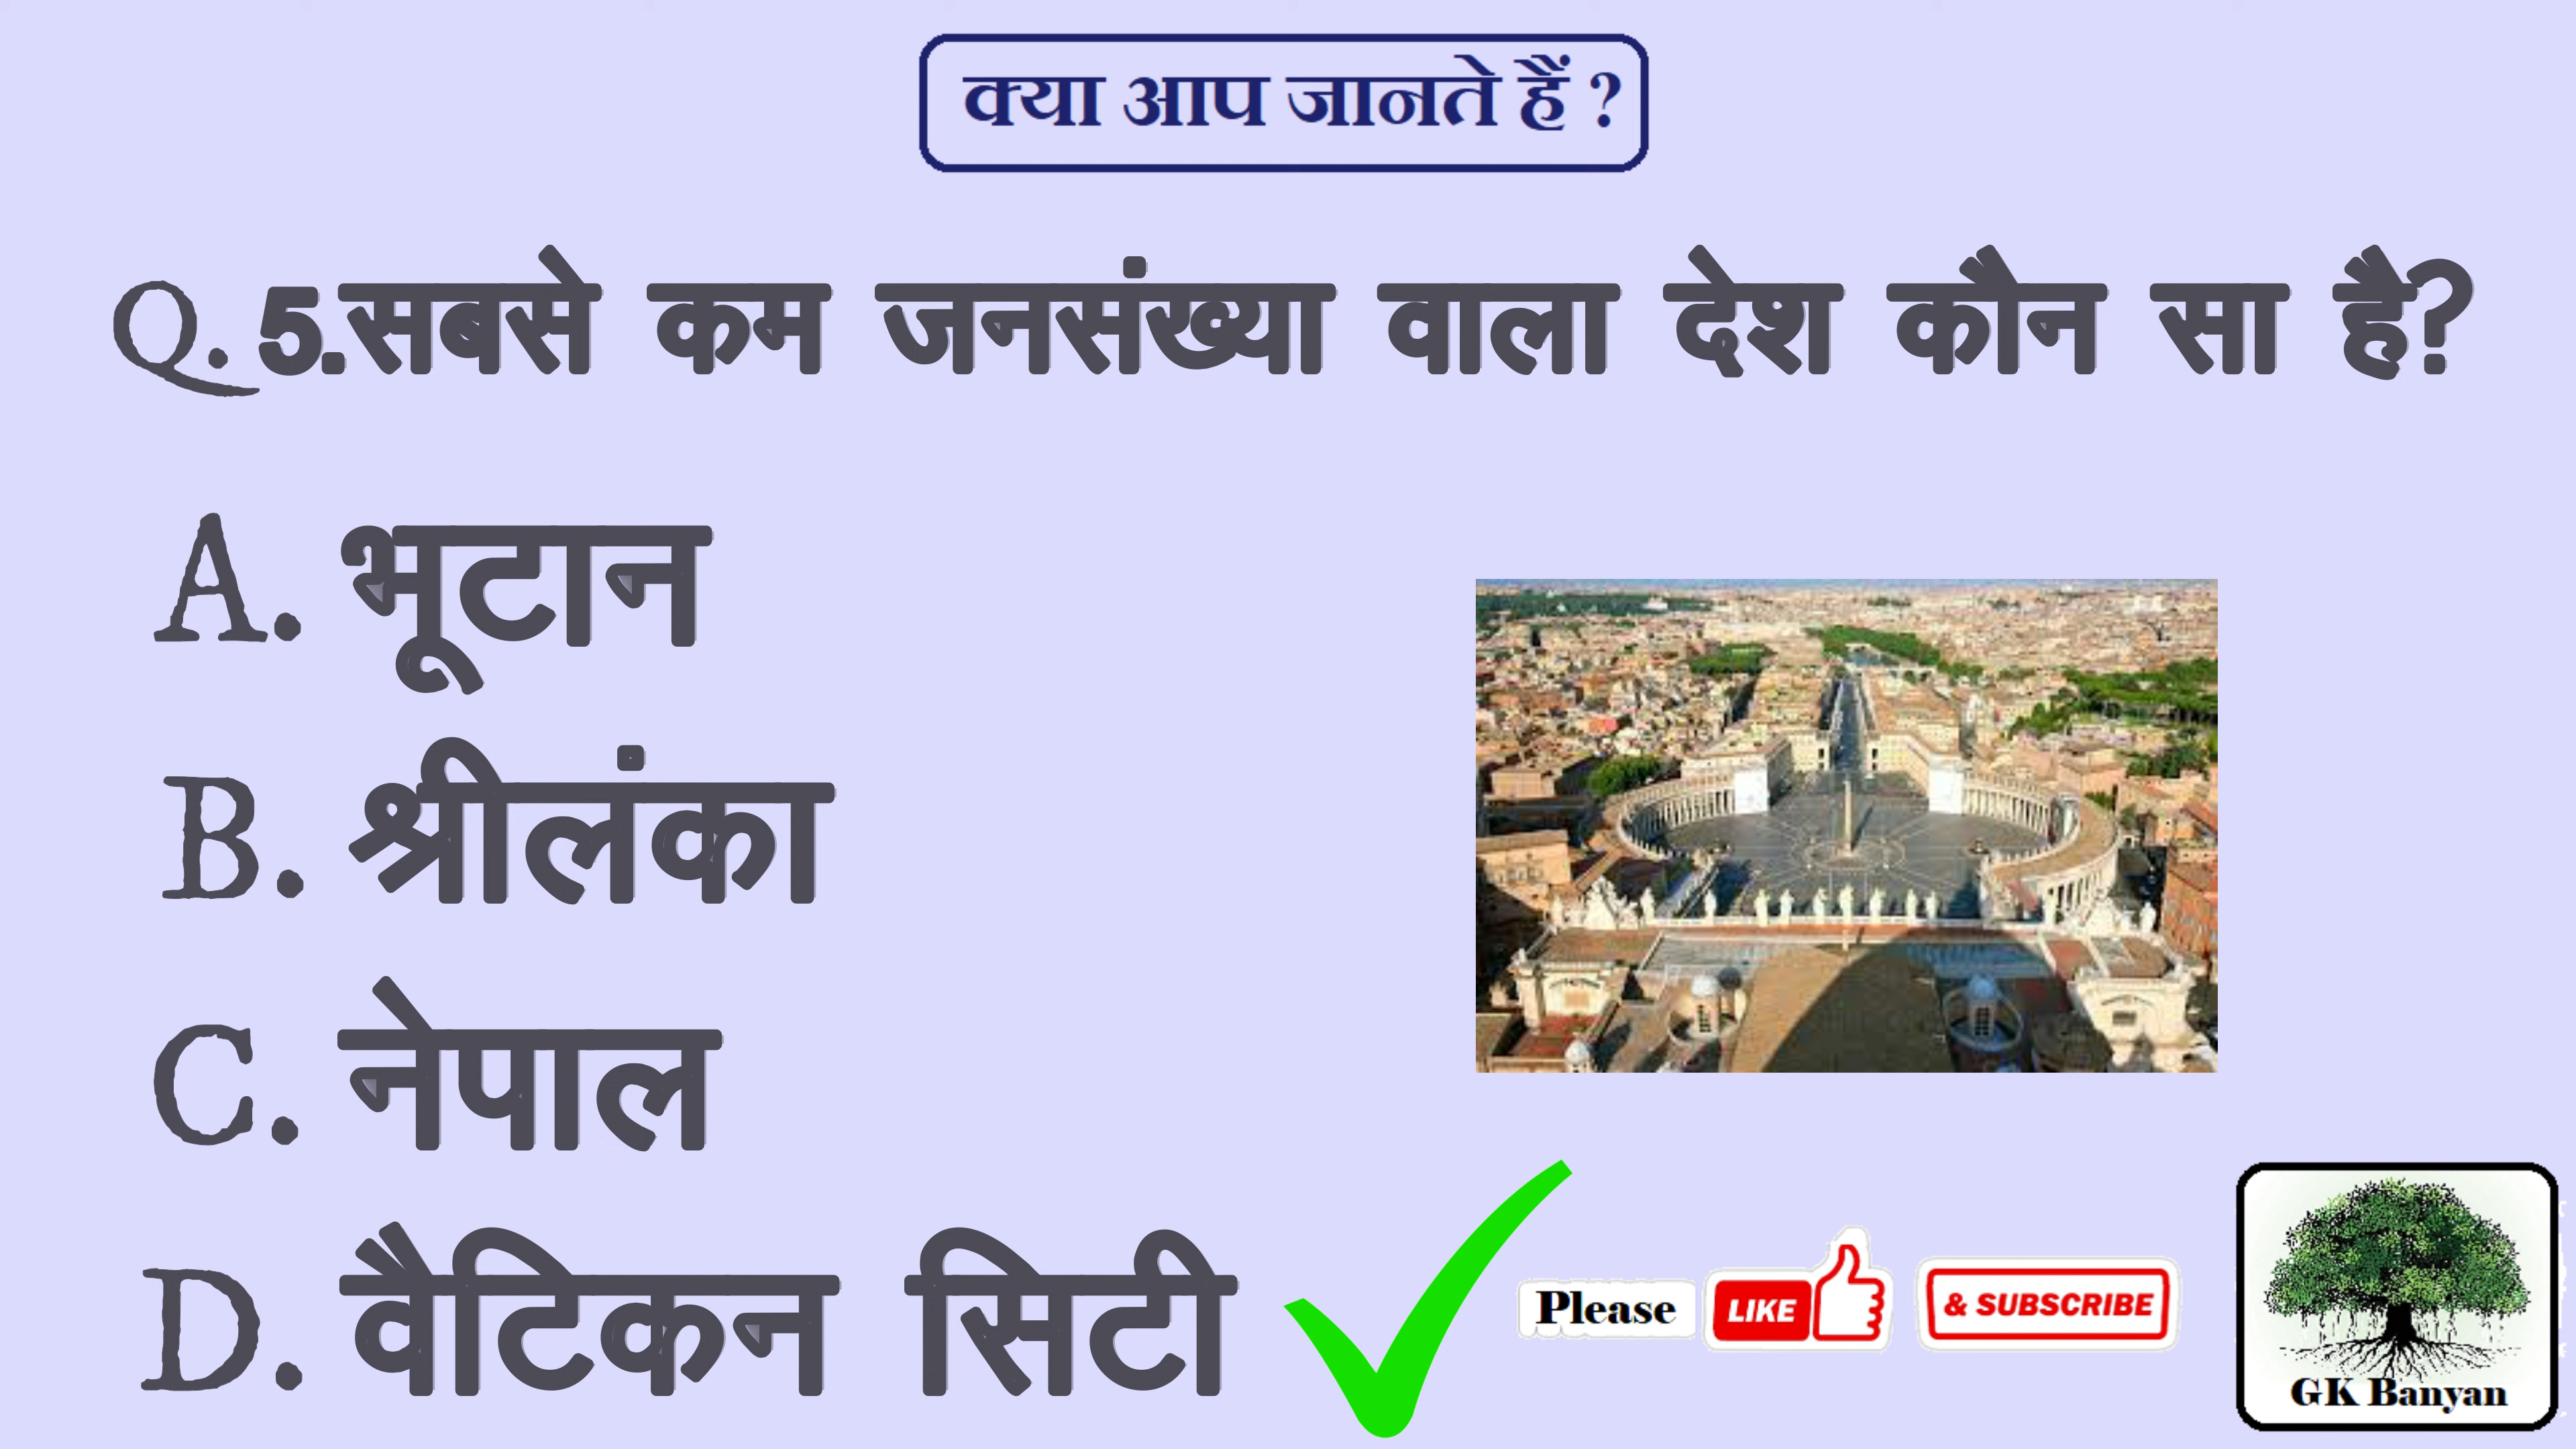 क्या आप जानते हैं ?
Q. 5.सबसे कम जनसंख्या वाला देश कौन सा है?
A. भूटान
B. श्रीलंका
C. नेपाल
D. वैटिकन सिटी
Please LIKE & SUBSCRIBE
GK Banyan